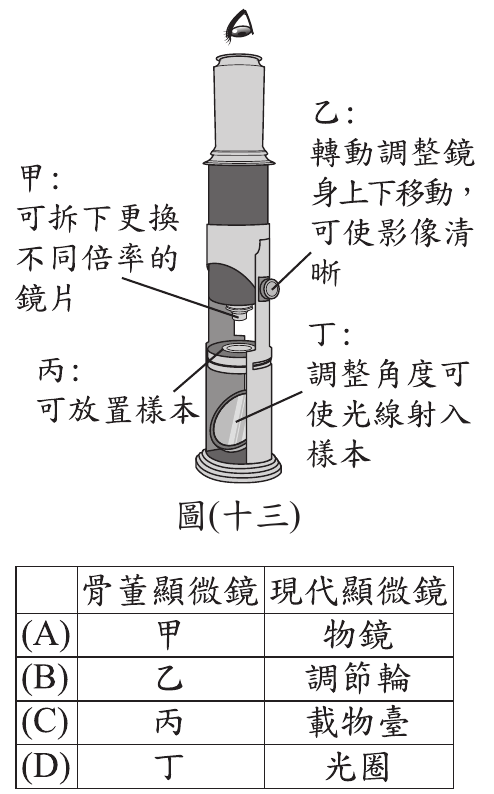 乙：
轉動調整鏡
身上下移動，
可使影像清
晰
甲：
可拆下更換
不同倍率的
鏡片
丁：
調整角度可
使光線射入
樣本
丙：
可放置樣本
圖(十三)
骨董顯微鏡 現代顯微鏡
(A) 甲 物鏡
(B) 乙 調節輪
(C) 丙 載物臺
(D) 丁 光圈